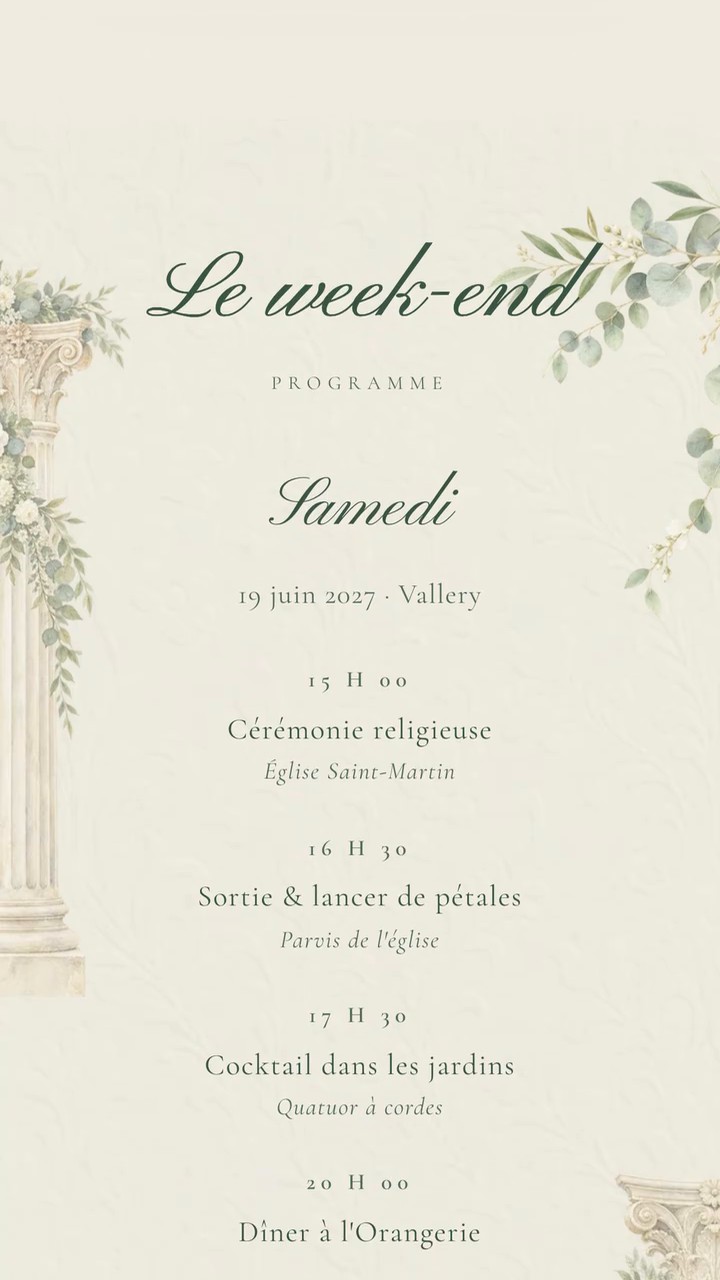 Le week-end
PROGRAMME
Samedi
19 juin 2027 · Vallery
15 H 00
Cérémonie religieuse
Église Saint-Martin
16 H 30
Sortie & lancer de pétales
Parvis de l'église
17 H 30
Cocktail dans les jardins
Quatuor à cordes
20 H 00
Dîner à l'Orangerie